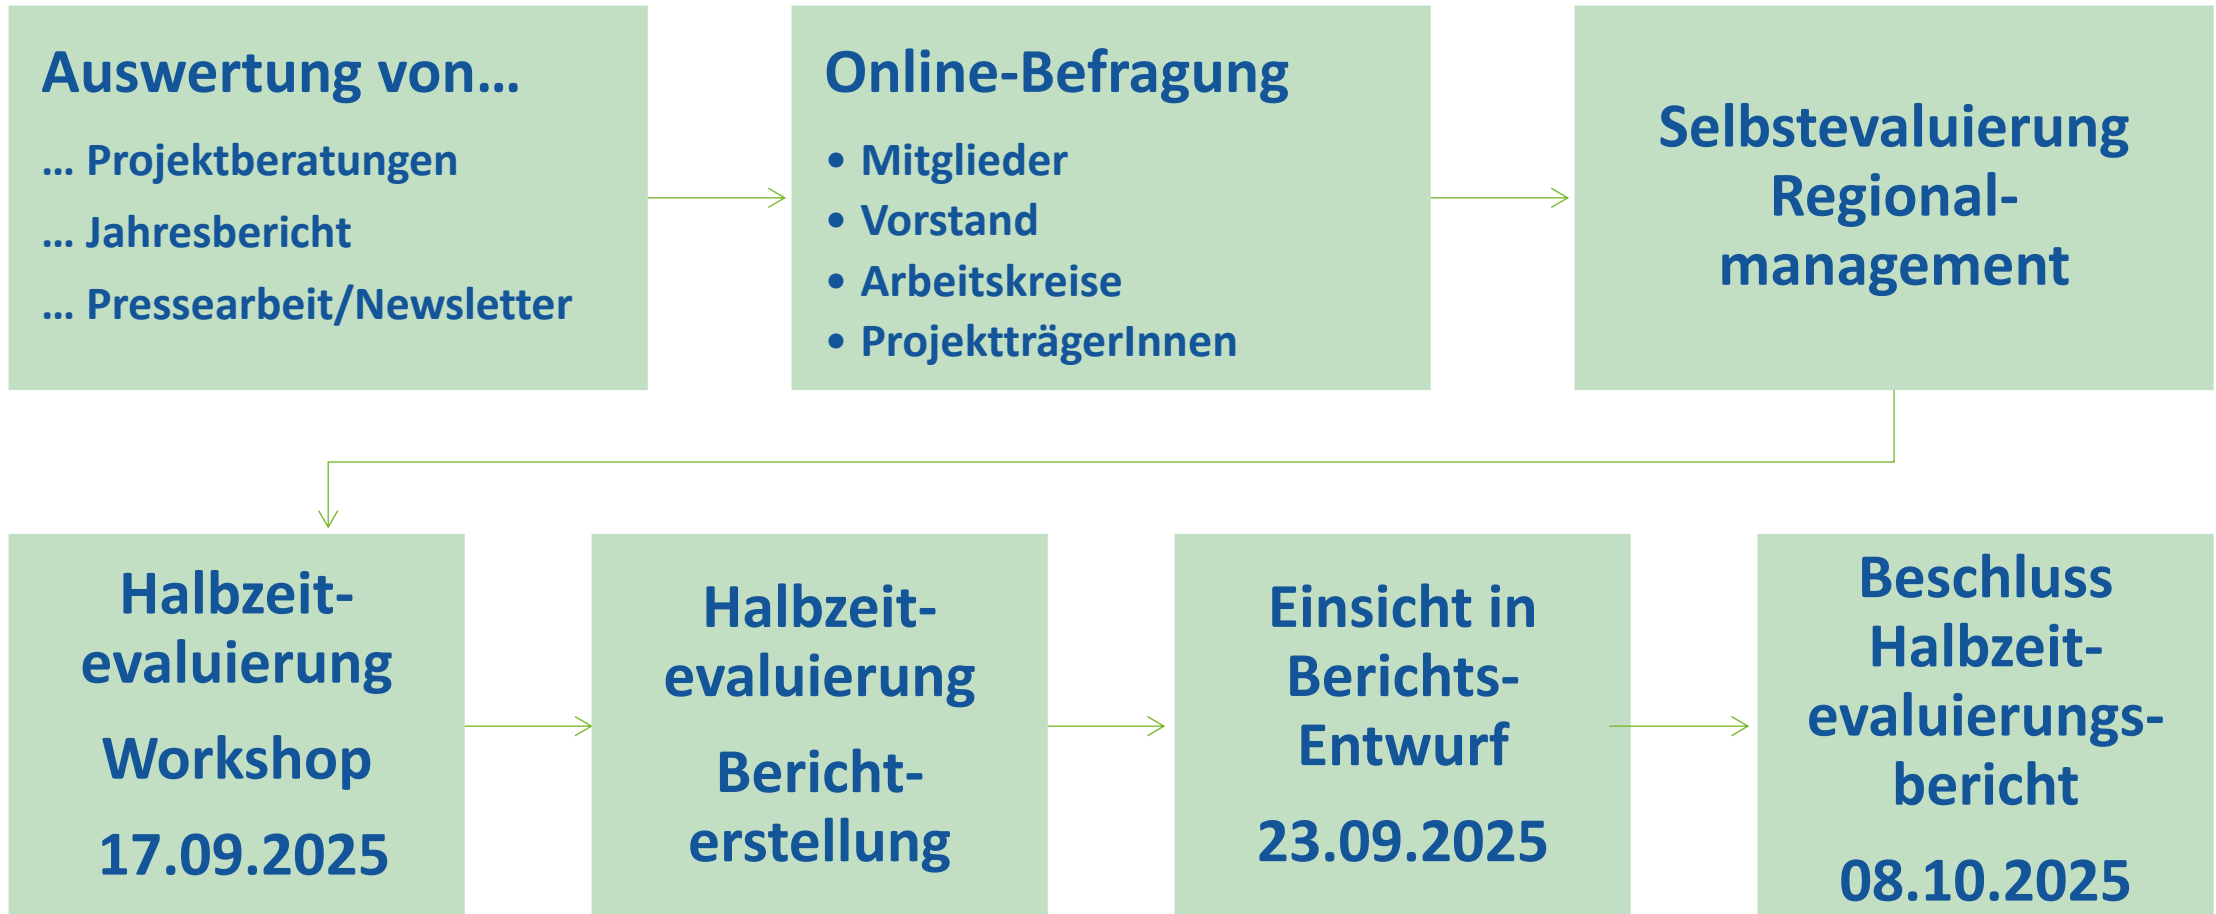 Auswertung von…
… Projektberatungen
… Jahresbericht
… Pressearbeit/Newsletter
Online-Befragung
• Mitglieder
• Vorstand
• Arbeitskreise
• ProjektträgerInnen
Selbstevaluierung
Regional-
management
Halbzeit-
evaluierung
Workshop
17.09.2025
Halbzeit-
evaluierung
Bericht-
erstellung
Einsicht in
Berichts-
Entwurf
23.09.2025
Beschluss
Halbzeit-
evaluierungs-
bericht
08.10.2025